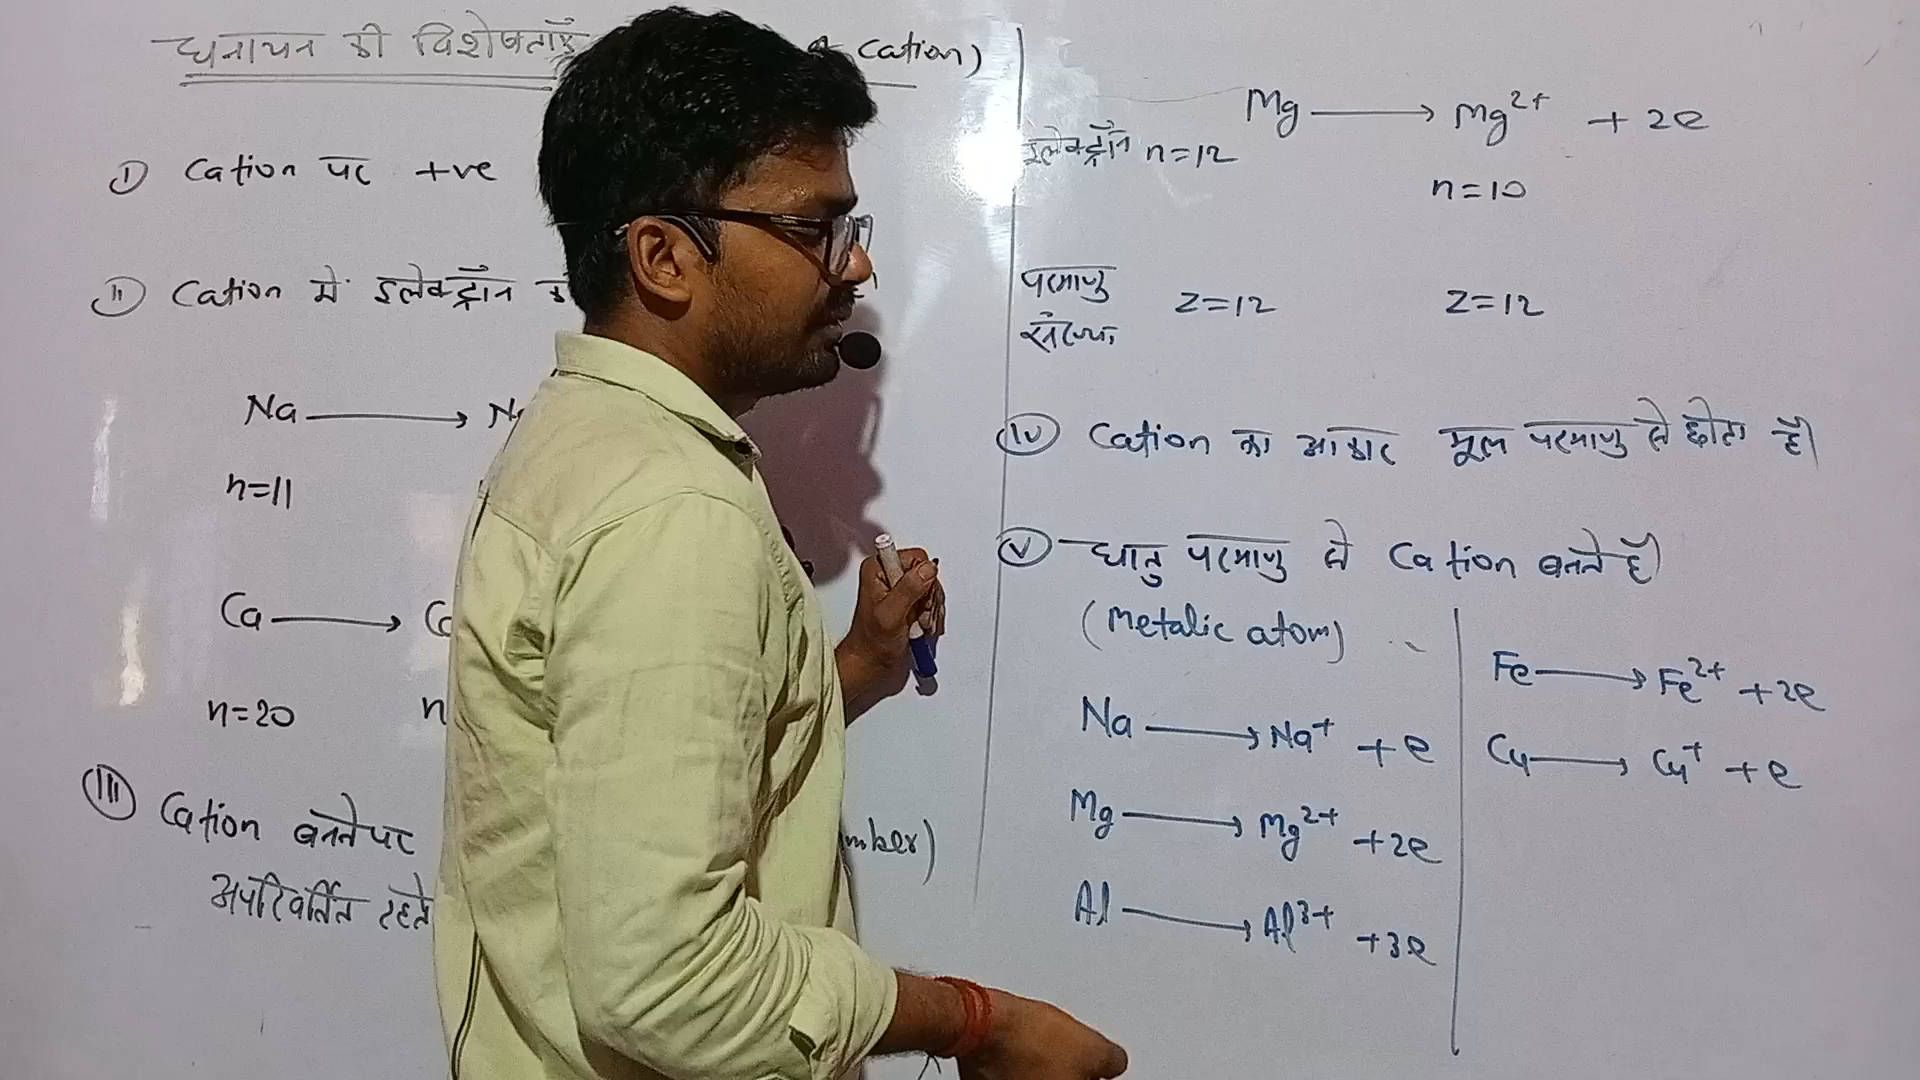 धनायन की विशेषताएँ
Cation)
I Cation पर +ve
II Cation में इलेक्ट्रॉन
Na ⟶
n=11
Ca ⟶
n=20
III Cation बनने पर
mber)
अपरिवर्तित रहते
Mg ⟶ Mg²⁺ + 2e
इलेक्ट्रॉन n=12 n=10
परमाणु
संख्या Z=12 Z=12
IV Cation का आकार मूल परमाणु से छोटा है।
V धातु परमाणु से Cation बनते हैं।
(Metalic atom)
Na ⟶ Na⁺ + e
Mg ⟶ Mg²⁺ + 2e
Al ⟶ Al³⁺ + 3e
Fe ⟶ Fe²⁺ + 2e
Cu ⟶ Cu⁺ + e